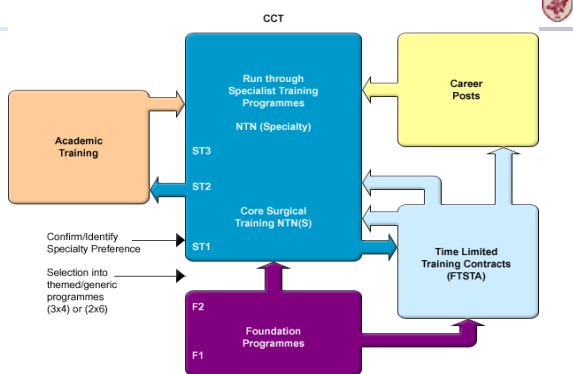 CCT
Run through
Specialist Training
Programmes
NTN (Specialty)
Career
Posts
Academic
Training
ST3
ST2
Core Surgical
Training NTN(S)
Confirm/Identify
Specialty Preference
ST1
Time Limited
Training Contracts
(FTSTA)
Selection into
themed/generic
programmes
(3x4) or (2x6)
F2
Foundation
Programmes
F1